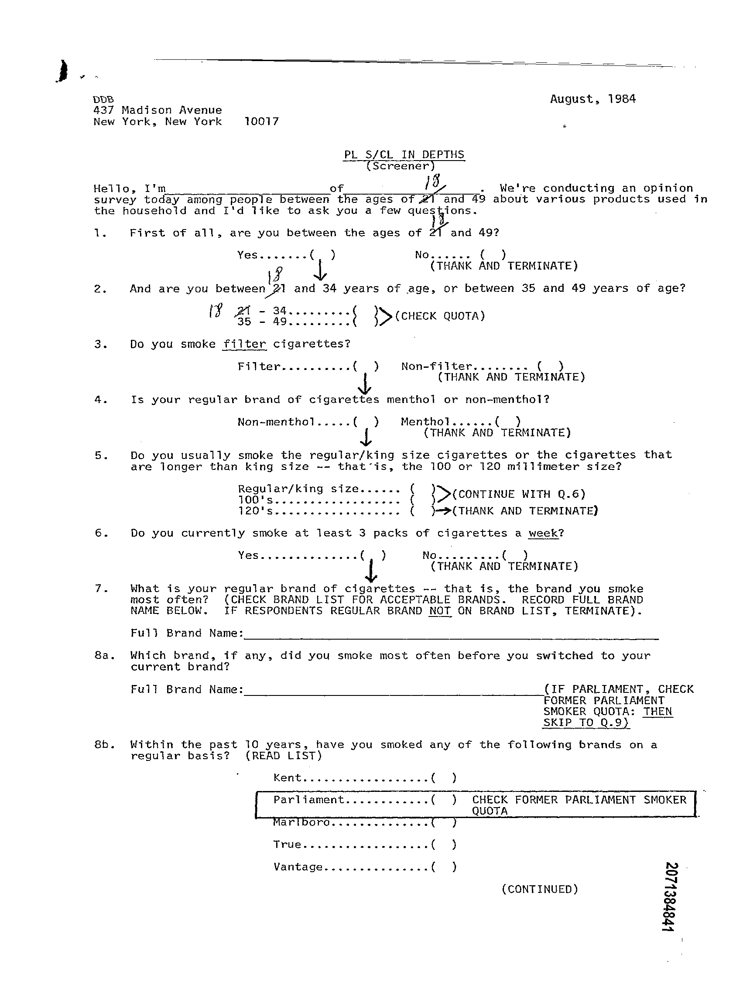 DDB
437 Madison Avenue
New York, New York 10017
August, 1984
PL S/CL IN DEPTHS
(Screener)
18
Hello, I'm____________________of____________________. We're conducting an opinion
survey today among people between the ages of 21 and 49 about various products used in
the household and I'd like to ask you a few questions.
18
1. First of all, are you between the ages of 21 and 49?
Yes.......( ) No...... ( )
(THANK AND TERMINATE)
18
2. And are you between 21 and 34 years of age, or between 35 and 49 years of age?
18 21 - 34.........( )
35 - 49.........( ) (CHECK QUOTA)
3. Do you smoke filter cigarettes?
Filter..........( ) Non-filter........ ( )
(THANK AND TERMINATE)
4. Is your regular brand of cigarettes menthol or non-menthol?
Non-menthol.....( ) Menthol......( )
(THANK AND TERMINATE)
5. Do you usually smoke the regular/king size cigarettes or the cigarettes that
are longer than king size -- that is, the 100 or 120 millimeter size?
Regular/king size...... ( )
100's.................. ( ) (CONTINUE WITH Q.6)
120's.................. ( ) (THANK AND TERMINATE)
6. Do you currently smoke at least 3 packs of cigarettes a week?
Yes..............( ) No.........( )
(THANK AND TERMINATE)
7. What is your regular brand of cigarettes -- that is, the brand you smoke
most often? (CHECK BRAND LIST FOR ACCEPTABLE BRANDS. RECORD FULL BRAND
NAME BELOW. IF RESPONDENTS REGULAR BRAND NOT ON BRAND LIST, TERMINATE).
Full Brand Name:____________________
8a. Which brand, if any, did you smoke most often before you switched to your
current brand?
Full Brand Name:____________________(IF PARLIAMENT, CHECK
FORMER PARLIAMENT
SMOKER QUOTA: THEN
SKIP TO Q.9)
8b. Within the past 10 years, have you smoked any of the following brands on a
regular basis? (READ LIST)
Kent..................( )
Parliament............( ) CHECK FORMER PARLIAMENT SMOKER
QUOTA
Marlboro..............( )
True..................( )
Vantage...............( )
(CONTINUED)
2071384841